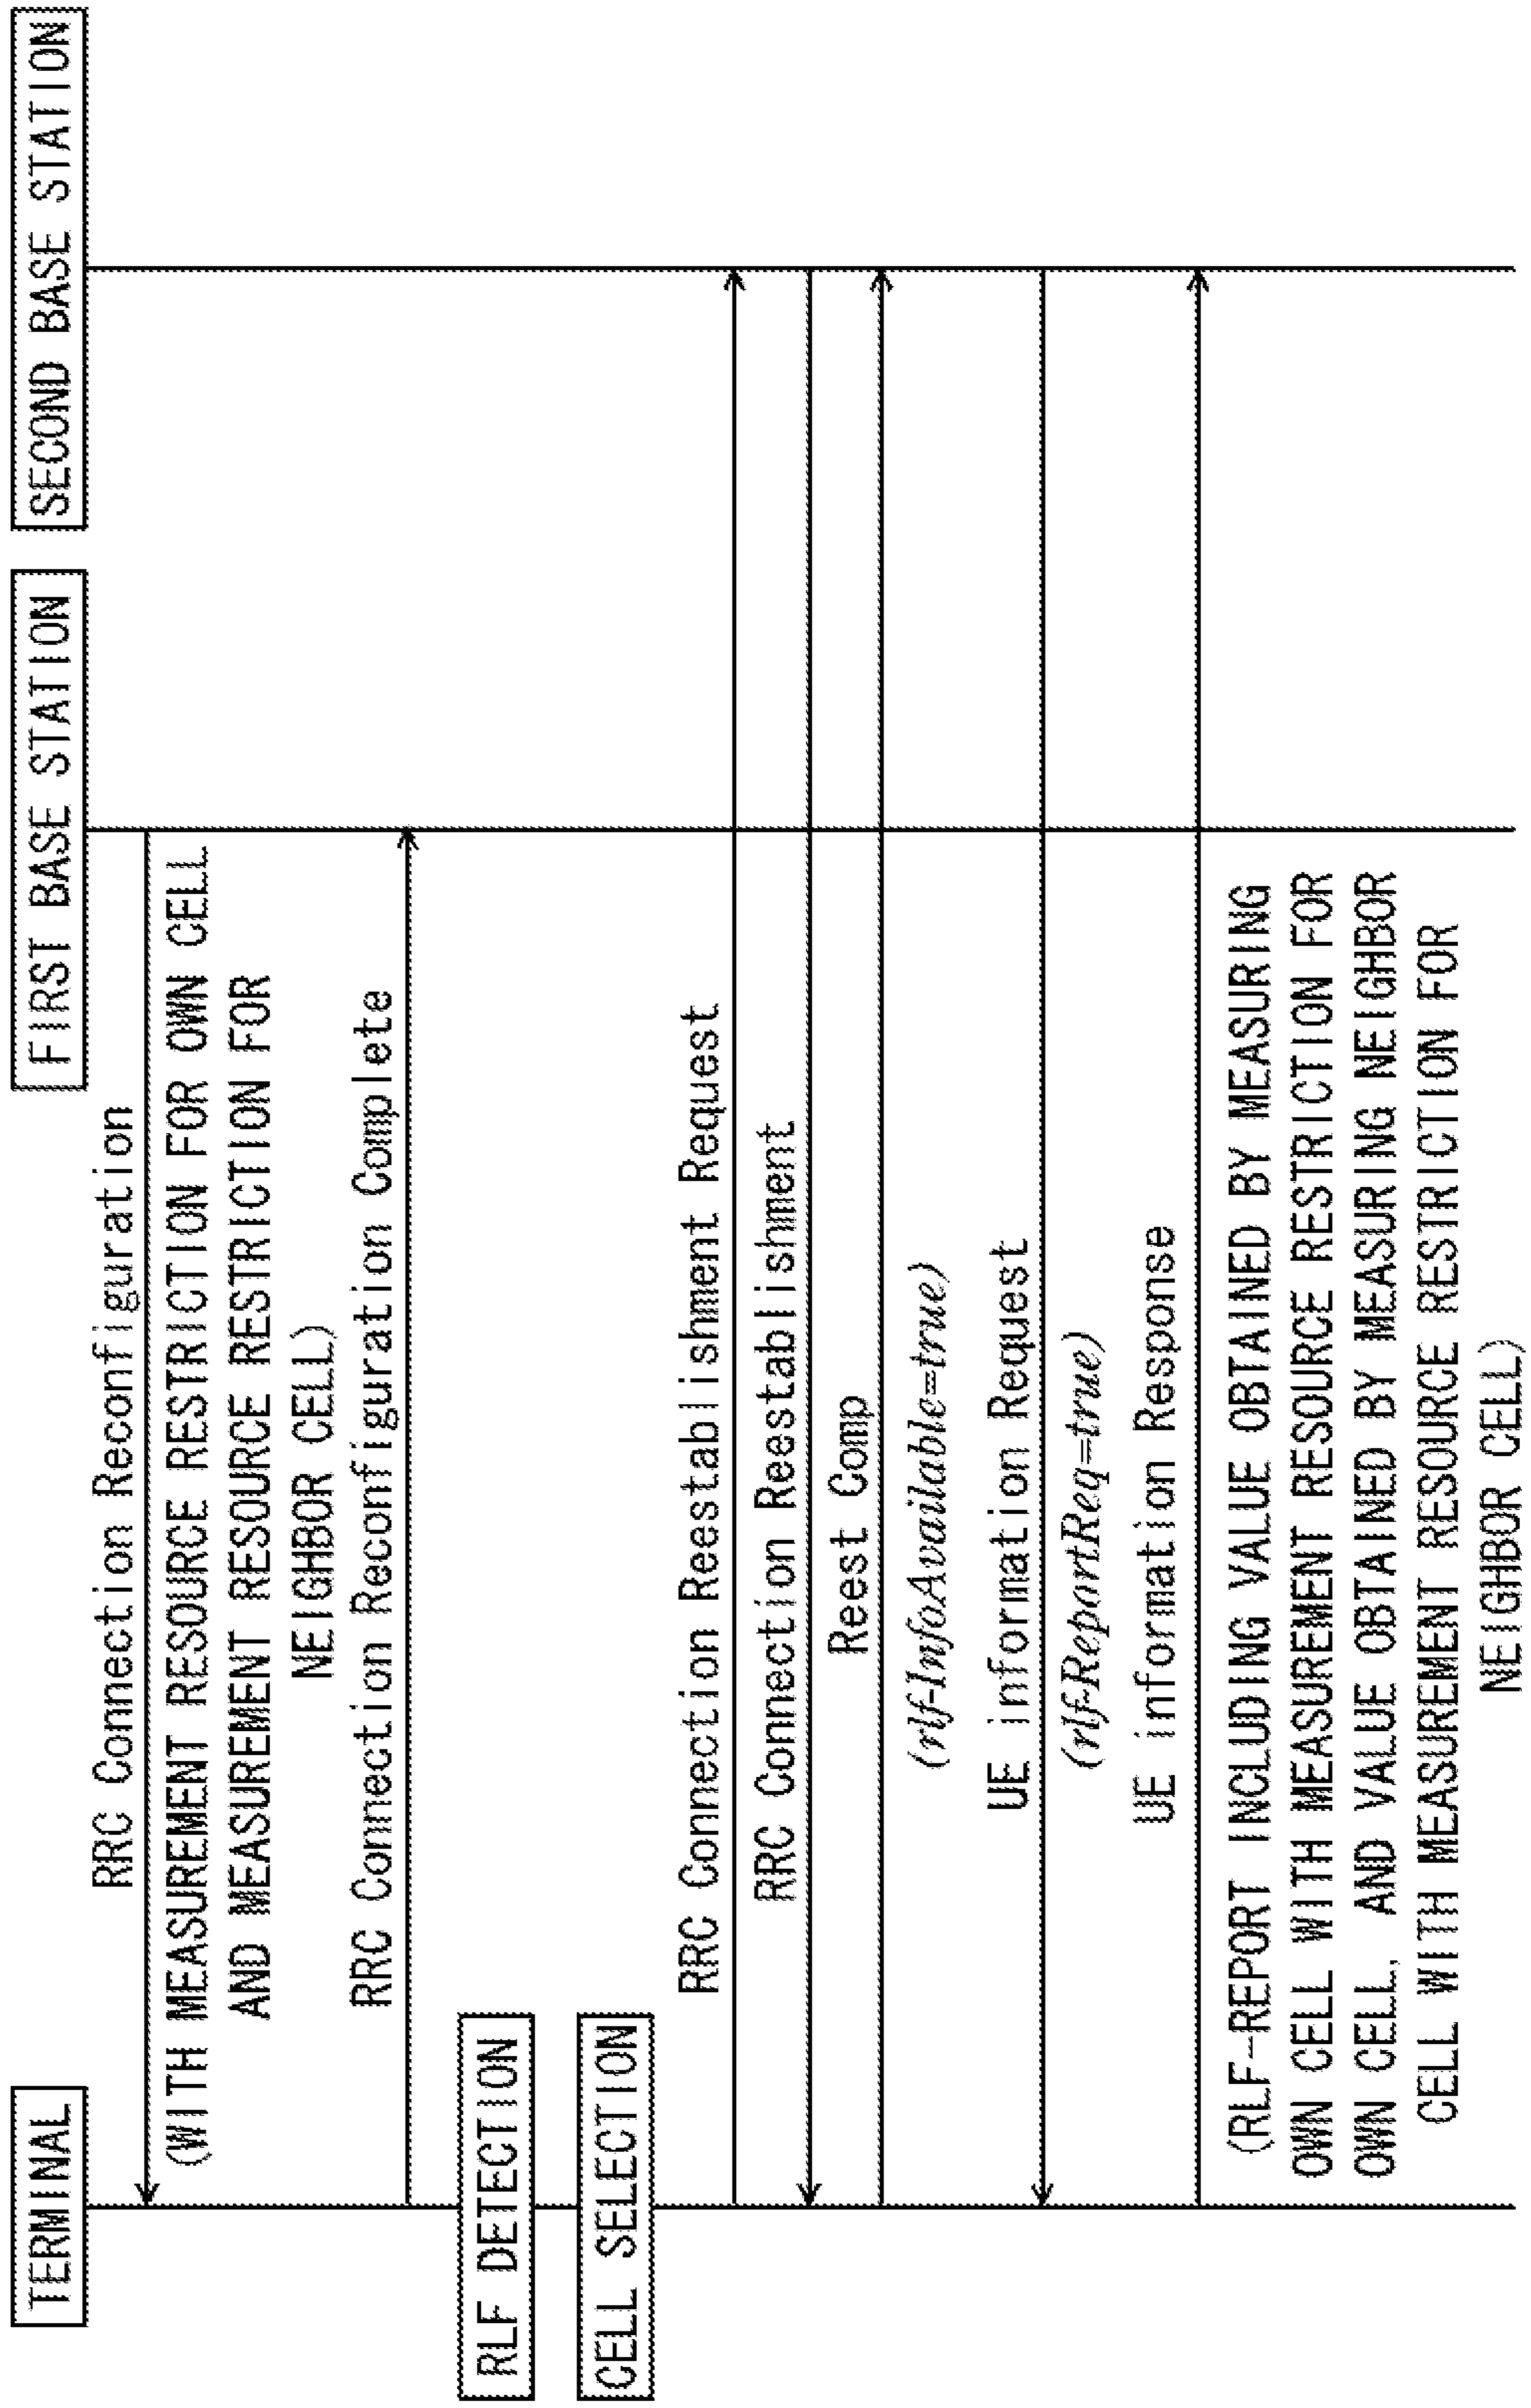 TERMINAL
FIRST BASE STATION
SECOND BASE STATION
RRC Connection Reconfiguration
(WITH MEASUREMENT RESOURCE RESTRICTION FOR OWN CELL
AND MEASUREMENT RESOURCE RESTRICTION FOR
NEIGHBOR CELL)
RRC Connection Reconfiguration Complete
RLF DETECTION
CELL SELECTION
RRC Connection Reestablishment Request
RRC Connection Reestablishment
Reest Comp
(rlf-InfoAvailable=true)
UE information Request
(rlf-ReportReq=true)
UE information Response
(RLF-REPORT INCLUDING VALUE OBTAINED BY MEASURING
OWN CELL WITH MEASUREMENT RESOURCE RESTRICTION FOR
OWN CELL, AND VALUE OBTAINED BY MEASURING NEIGHBOR
CELL WITH MEASUREMENT RESOURCE RESTRICTION FOR
NEIGHBOR CELL)